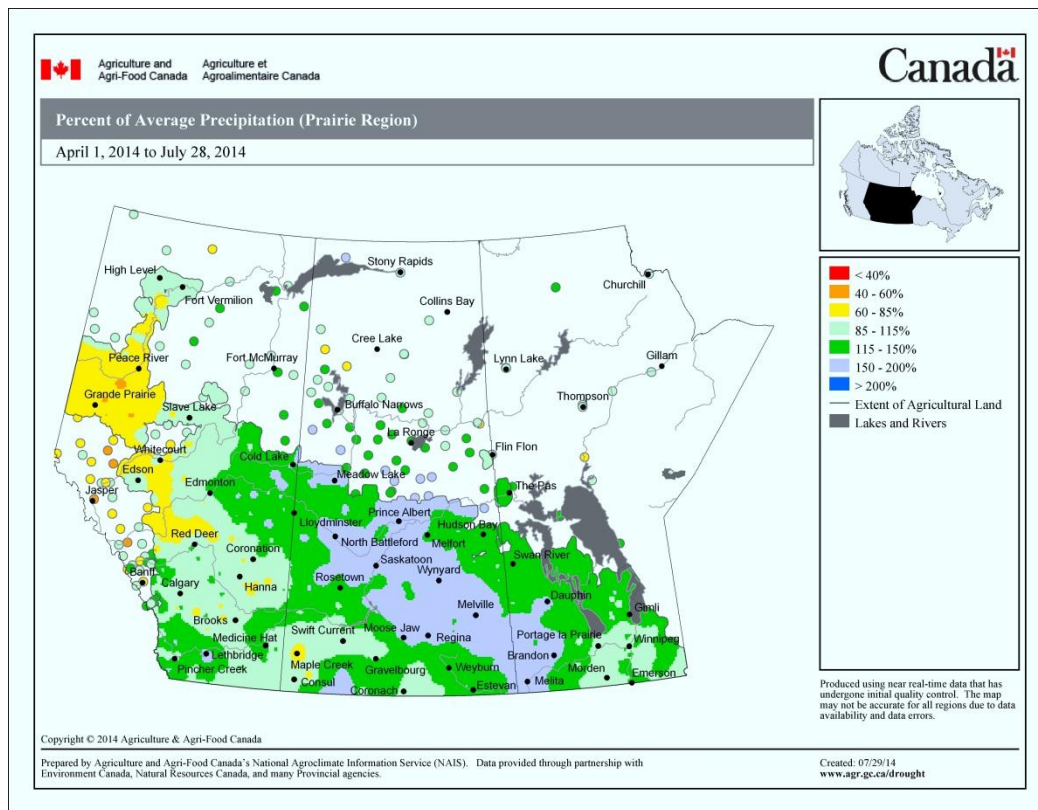 Agriculture and Agriculture et
Agri-Food Canada Agroalimentaire Canada
Canada
Percent of Average Precipitation (Prairie Region)
April 1, 2014 to July 28, 2014
High Level
Fort Vermilion
Stony Rapids
Churchill
Collins Bay
Cree Lake
Peace River
Fort McMurray
Lynn Lake
Gillam
Grande Prairie
Slave Lake
Buffalo Narrows
Thompson
La Ronge
Whitecourt
Flin Flon
Edson
Cold Lake
Meadow Lake
Jasper
Edmonton
The Pas
Lloydminster
Prince Albert
Hudson Bay
Red Deer
North Battleford
Melfort
Coronation
Saskatoon
Swan River
Banff
Calgary
Hanna
Rosetown
Wynyard
Dauphin
Brooks
Melville
Gimli
Medicine Hat
Swift Current
Moose Jaw
Regina
Portage la Prairie
Winnipeg
Lethbridge
Pincher Creek
Maple Creek
Gravelbourg
Weyburn
Brandon
Morden
Emerson
Consul
Coronach
Estevan
Melita
< 40%
40 - 60%
60 - 85%
85 - 115%
115 - 150%
150 - 200%
> 200%
Extent of Agricultural Land
Lakes and Rivers
Produced using near real-time data that has
undergone initial quality control. The map
may not be accurate for all regions due to data
availability and data errors.
Copyright © 2014 Agriculture & Agri-Food Canada
Prepared by Agriculture and Agri-Food Canada's National Agroclimate Information Service (NAIS). Data provided through partnership with
Environment Canada, Natural Resources Canada, and many Provincial agencies.
Created: 07/29/14
www.agr.gc.ca/drought